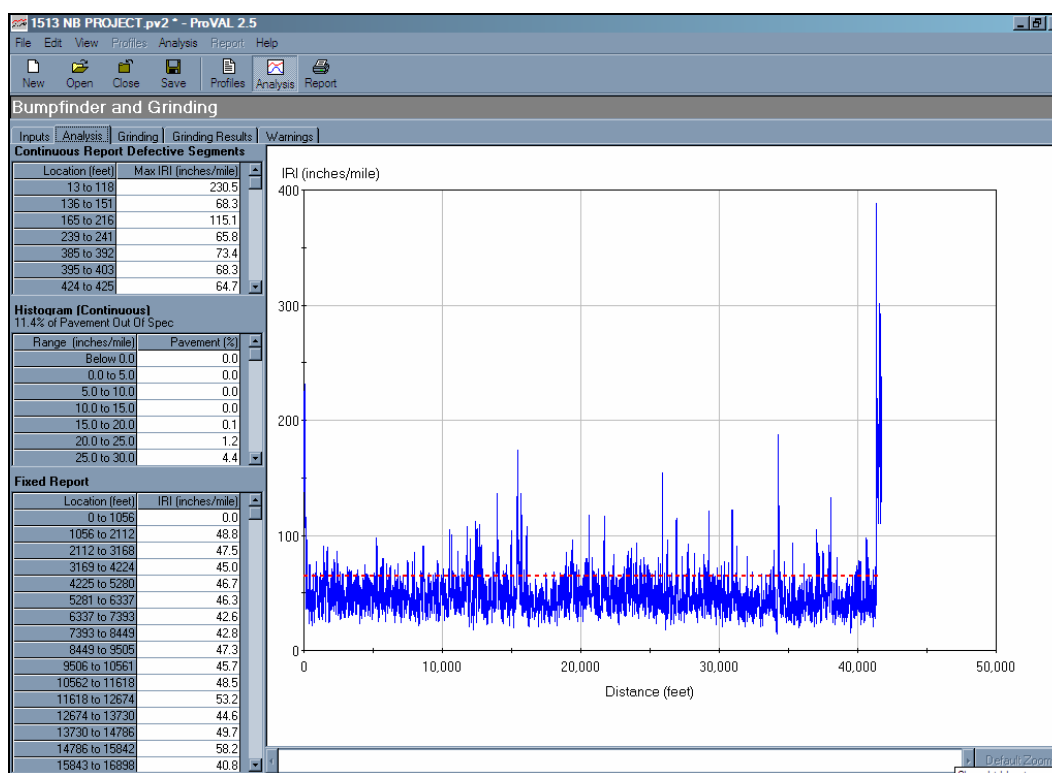 1513 NB PROJECT.pv2 * - ProVAL 2.5
File Edit View Profiles Analysis Report Help
New Open Close Save Profiles Analysis Report
Bumpfinder and Grinding
Inputs Analysis Grinding Grinding Results Warnings
Continuous Report Defective Segments
Location (feet) Max IRI (inches/mile)
13 to 118 230.5
136 to 151 68.3
165 to 216 115.1
239 to 241 65.8
385 to 392 73.4
395 to 403 68.3
424 to 425 64.7
Histogram (Continuous)
11.4% of Pavement Out Of Spec
Range (inches/mile) Pavement (%)
Below 0.0 0.0
0.0 to 5.0 0.0
5.0 to 10.0 0.0
10.0 to 15.0 0.0
15.0 to 20.0 0.1
20.0 to 25.0 1.2
25.0 to 30.0 4.4
Fixed Report
Location (feet) IRI (inches/mile)
0 to 1056 0.0
1056 to 2112 48.8
2112 to 3168 47.5
3169 to 4224 45.0
4225 to 5280 46.7
5281 to 6337 46.3
6337 to 7393 42.6
7393 to 8449 42.8
8449 to 9505 47.3
9506 to 10561 45.7
10562 to 11618 48.5
11618 to 12674 53.2
12674 to 13730 44.6
13730 to 14786 49.7
14786 to 15842 58.2
15843 to 16898 40.8
IRI (inches/mile)
400
300
200
100
0
0 10,000 20,000 30,000 40,000 50,000
Distance (feet)
Default Zoom